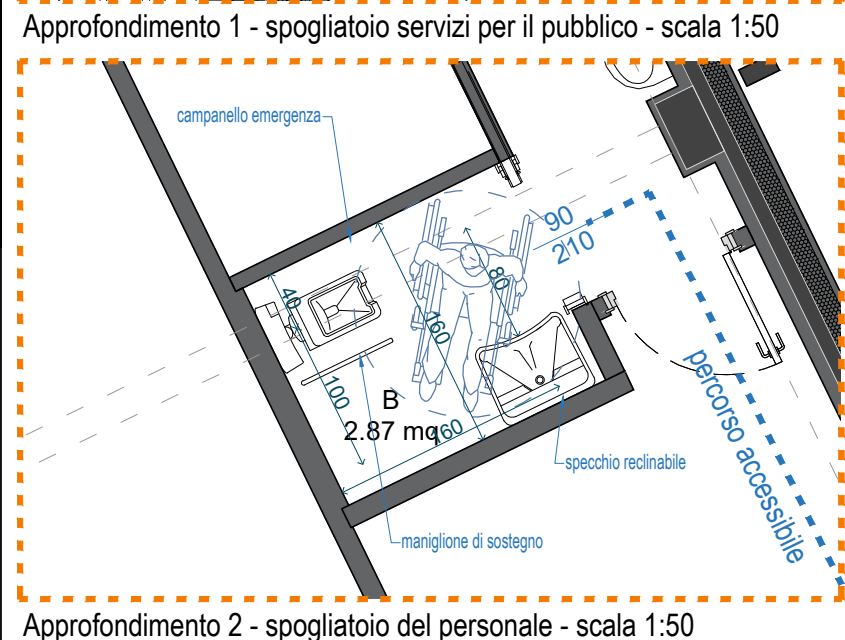 Approfondimento 1 - spogliatoio servizi per il pubblico - scala 1:50
campanello emergenza
90
210
80
40
160
100
B
2.87 mq
160
percorso accessibile
specchio reclinabile
maniglione di sostegno
Approfondimento 2 - spogliatoio del personale - scala 1:50